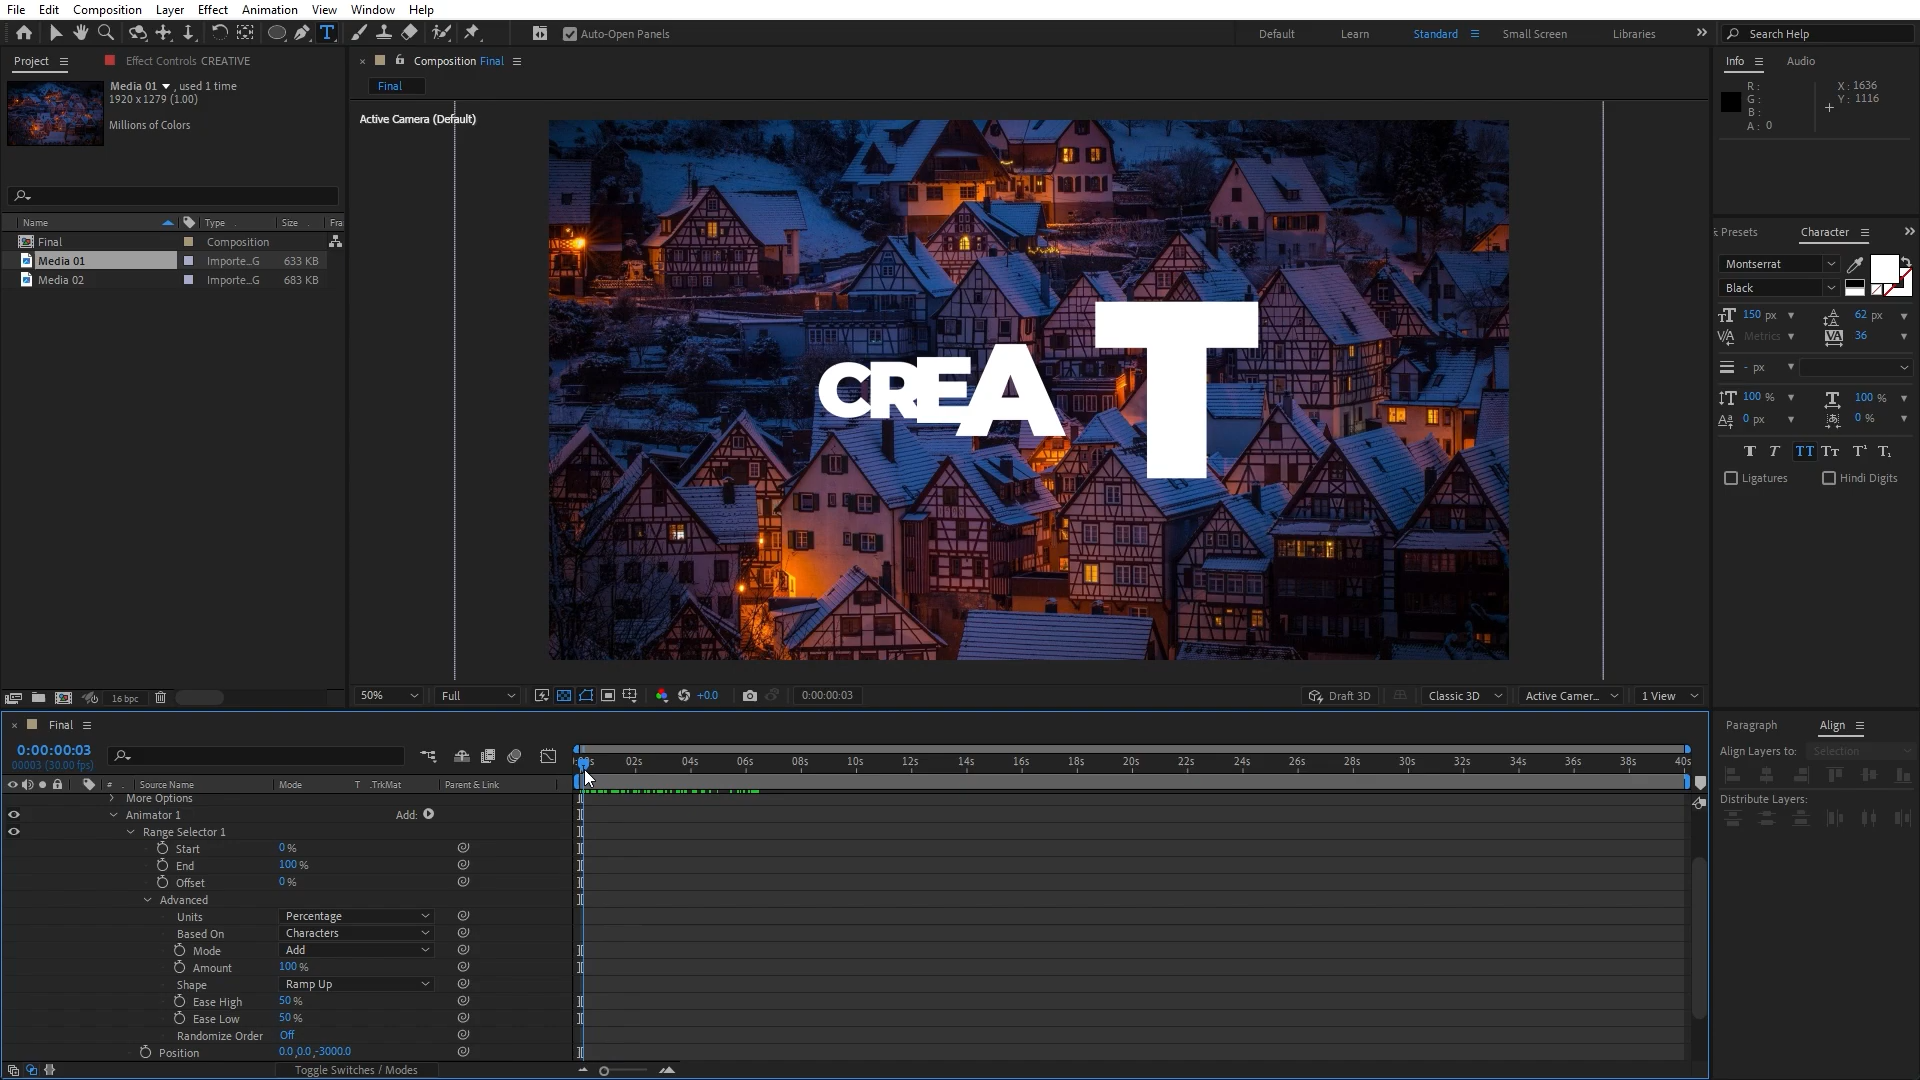 File Edit Composition Layer Effect Animation View Window Help
Auto-Open Panels
Default Learn Standard Small Screen Libraries
Search Help
Project
Effect Controls CREATIVE
Media 01 , used 1 time
1920 x 1279 (1.00)
Millions of Colors
Name Type Size Fra
Final Composition
Media 01 Importe...G 633 KB
Media 02 Importe...G 683 KB
16 bpc
Composition Final
Final
Active Camera (Default)
CREAT
50% Full +0.0 0:00:00:03 Draft 3D Classic 3D Active Camer... 1 View
Info Audio
R :
G :
B :
A : 0
X : 1636
Y : 1116
Presets Character
Montserrat
Black
150 px 62 px
Metrics 36
- px
100 % 100 %
0 px 0 %
Ligatures Hindi Digits
Paragraph Align
Align Layers to: Selection
Distribute Layers:
Final
0:00:00:03
00003 (30.00 fps)
02s 04s 06s 08s 10s 12s 14s 16s 18s 20s 22s 24s 26s 28s 30s 32s 34s 36s 38s 40s
# Source Name Mode T .TrkMat Parent & Link
More Options
Animator 1 Add:
Range Selector 1
Start 0 %
End 100 %
Offset 0 %
Advanced
Units Percentage
Based On Characters
Mode Add
Amount 100 %
Shape Ramp Up
Ease High 50 %
Ease Low 50 %
Randomize Order Off
Position 0.0,0.0,-3000.0
Toggle Switches / Modes